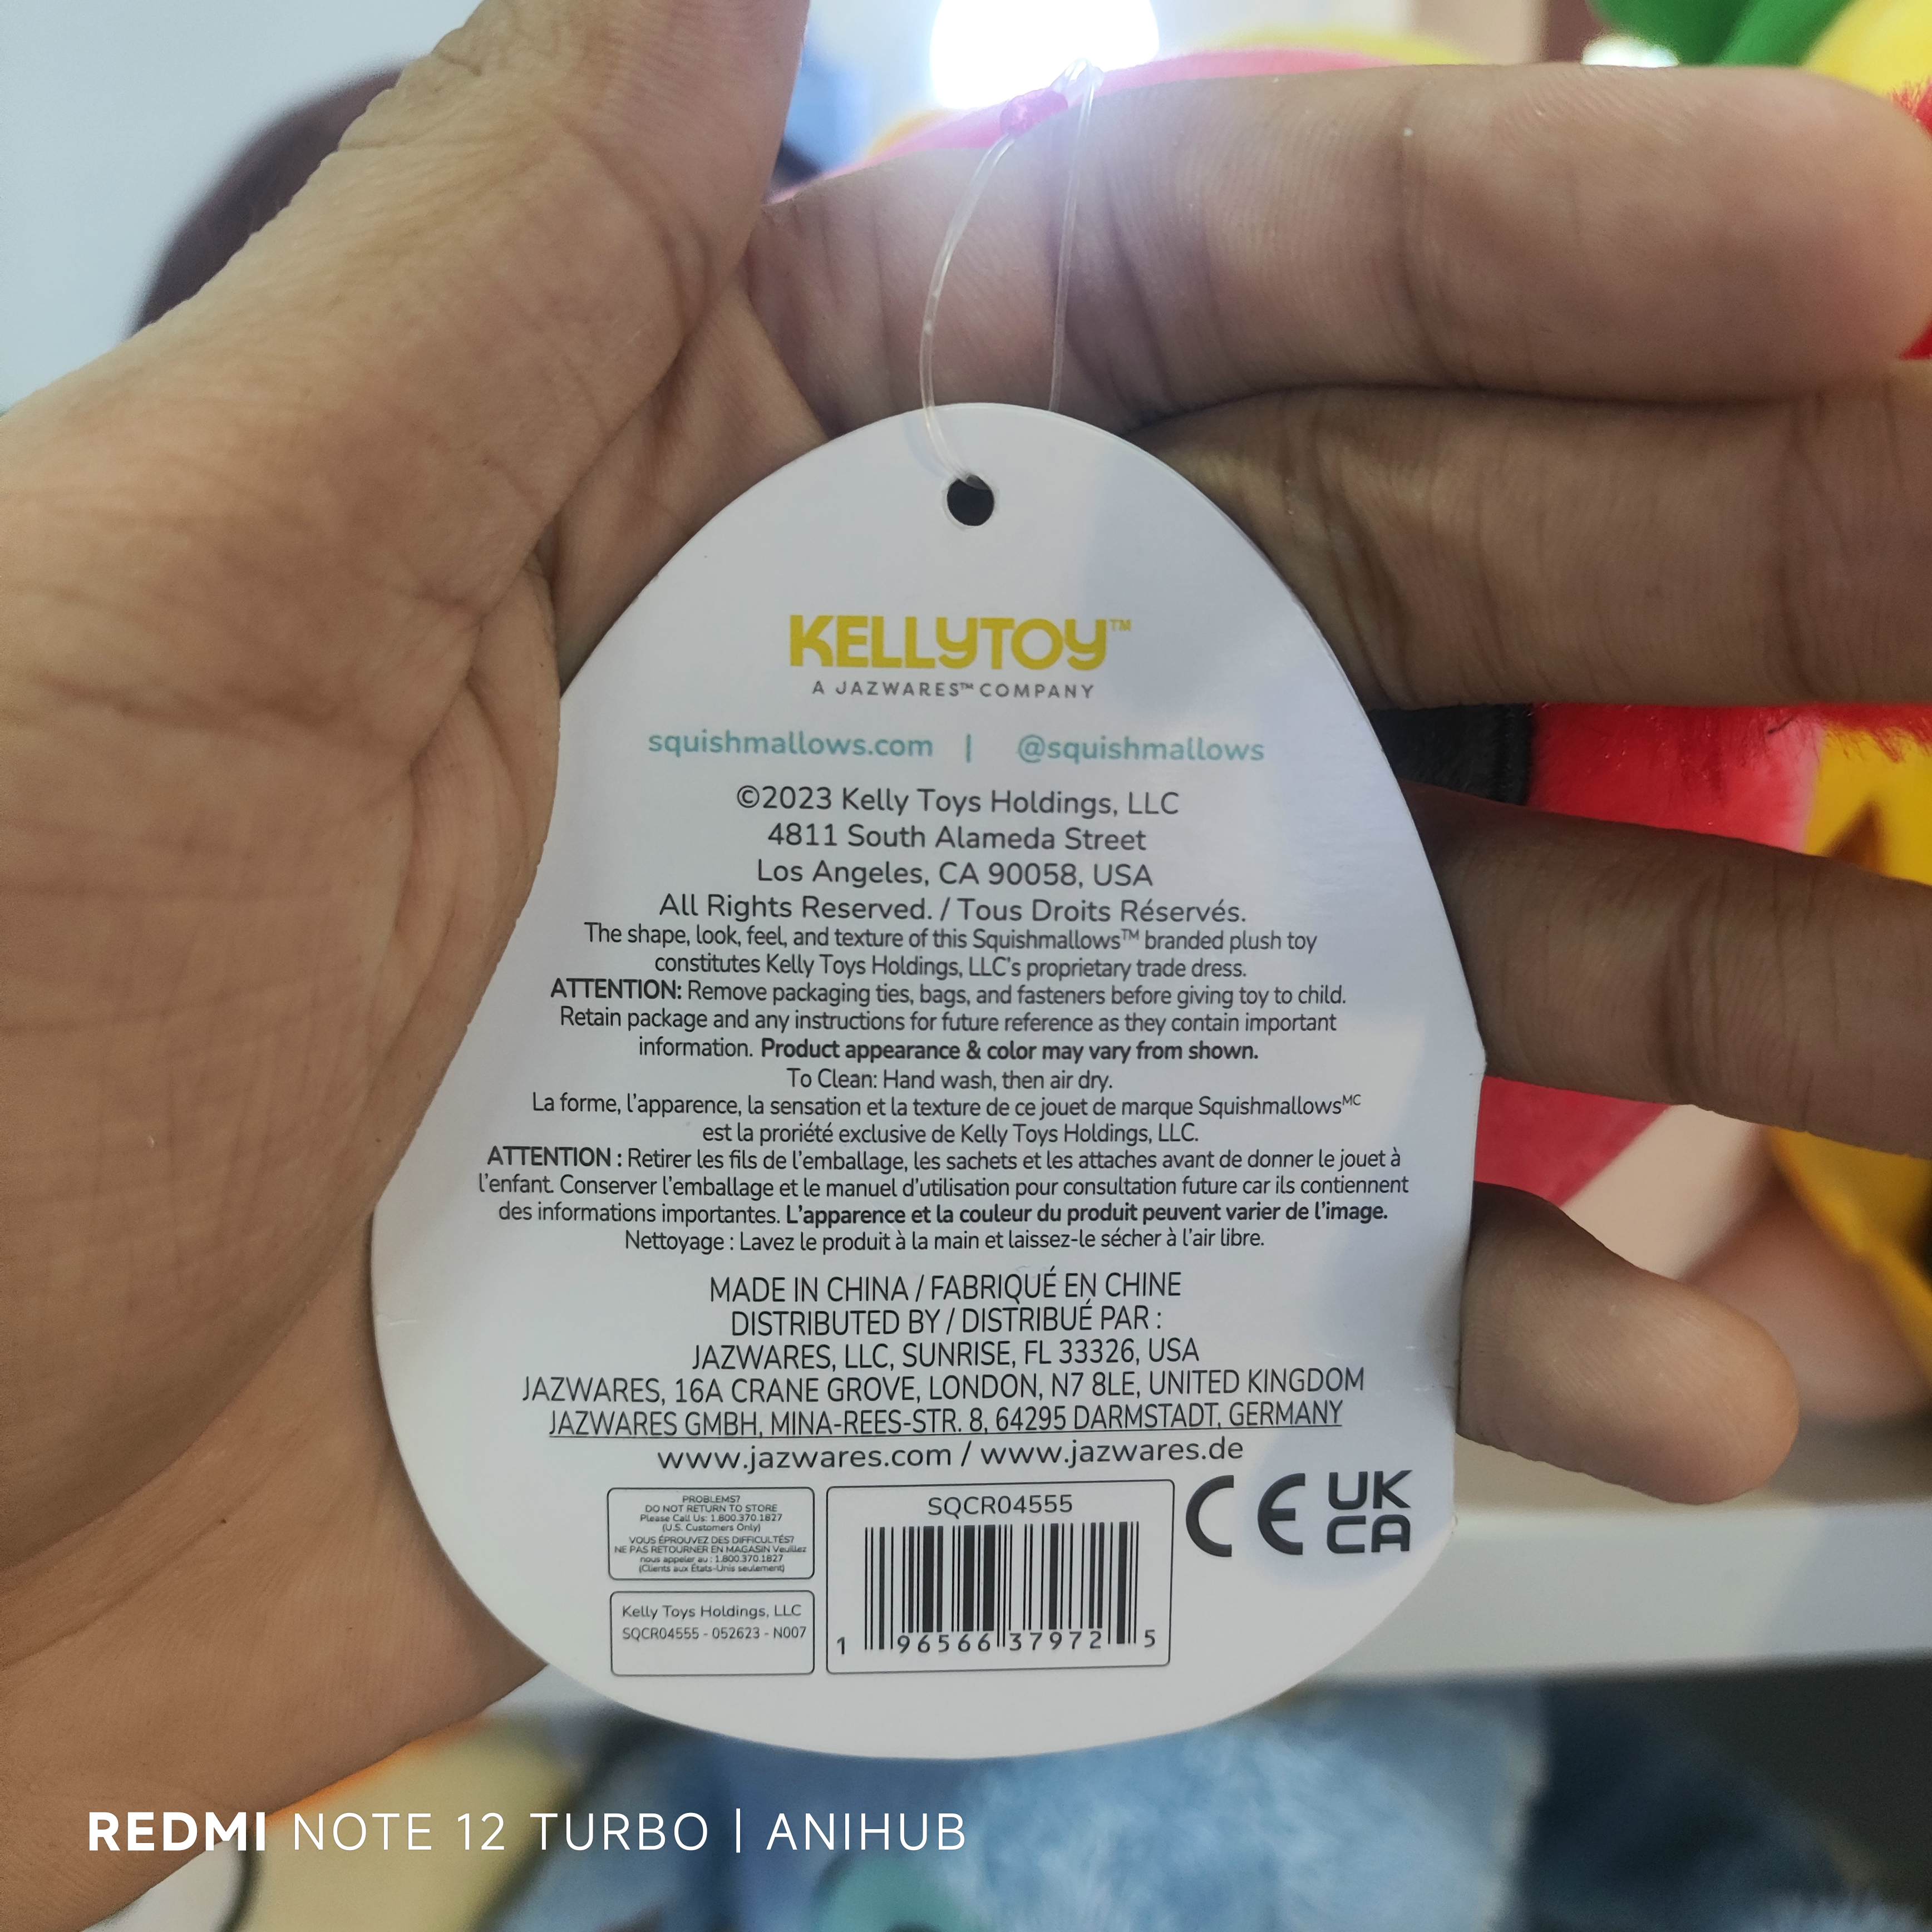 KELLYTOY™
A JAZWARES™ COMPANY
squishmallows.com | @squishmallows
©2023 Kelly Toys Holdings, LLC
4811 South Alameda Street
Los Angeles, CA 90058, USA
All Rights Reserved. / Tous Droits Réservés.
The shape, look, feel, and texture of this Squishmallows™ branded plush toy
constitutes Kelly Toys Holdings, LLC's proprietary trade dress.
ATTENTION: Remove packaging ties, bags, and fasteners before giving toy to child.
Retain package and any instructions for future reference as they contain important
information. Product appearance & color may vary from shown.
To Clean: Hand wash, then air dry.
La forme, l'apparence, la sensation et la texture de ce jouet de marque Squishmallows MC
est la proriété exclusive de Kelly Toys Holdings, LLC.
ATTENTION : Retirer les fils de l'emballage, les sachets et les attaches avant de donner le jouet à
l'enfant. Conserver l'emballage et le manuel d'utilisation pour consultation future car ils contiennent
des informations importantes. L'apparence et la couleur du produit peuvent varier de l'image.
Nettoyage : Lavez le produit à la main et laissez-le sécher à l'air libre.
MADE IN CHINA / FABRIQUÉ EN CHINE
DISTRIBUTED BY / DISTRIBUÉ PAR :
JAZWARES, LLC, SUNRISE, FL 33326, USA
JAZWARES, 16A CRANE GROVE, LONDON, N7 8LE, UNITED KINGDOM
JAZWARES GMBH, MINA-REES-STR. 8, 64295 DARMSTADT, GERMANY
www.jazwares.com / www.jazwares.de
PROBLEMS?
DO NOT RETURN TO STORE
Please Call Us: 1.800.370.1827
(U.S. Customers Only)
VOUS ÉPROUVEZ DES DIFFICULTÉS?
NE PAS RETOURNER EN MAGASIN Veuillez
nous appeler au : 1.800.370.1827
(Clients aux États-Unis seulement)
Kelly Toys Holdings, LLC
SQCR04555 - 052623 - N007
SQCR04555
1 96566 37972 5
CE
UK
CA
REDMI NOTE 12 TURBO | ANIHUB